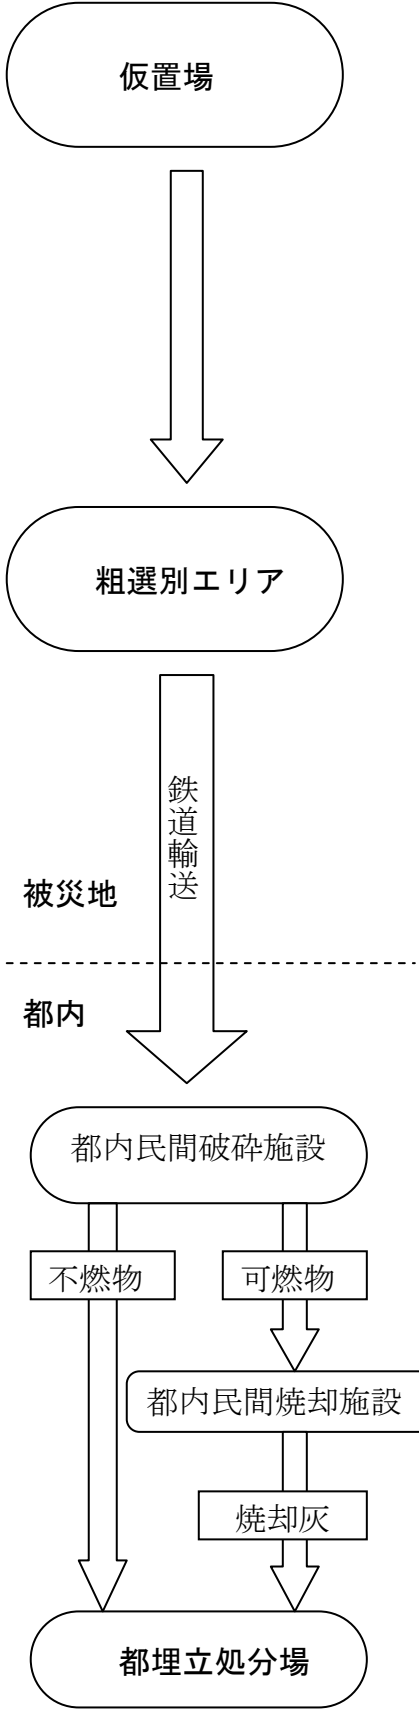 仮置場
粗選別エリア
鉄道輸送
被災地
都内
都内民間破砕施設
不燃物
可燃物
都内民間焼却施設
焼却灰
都埋立処分場